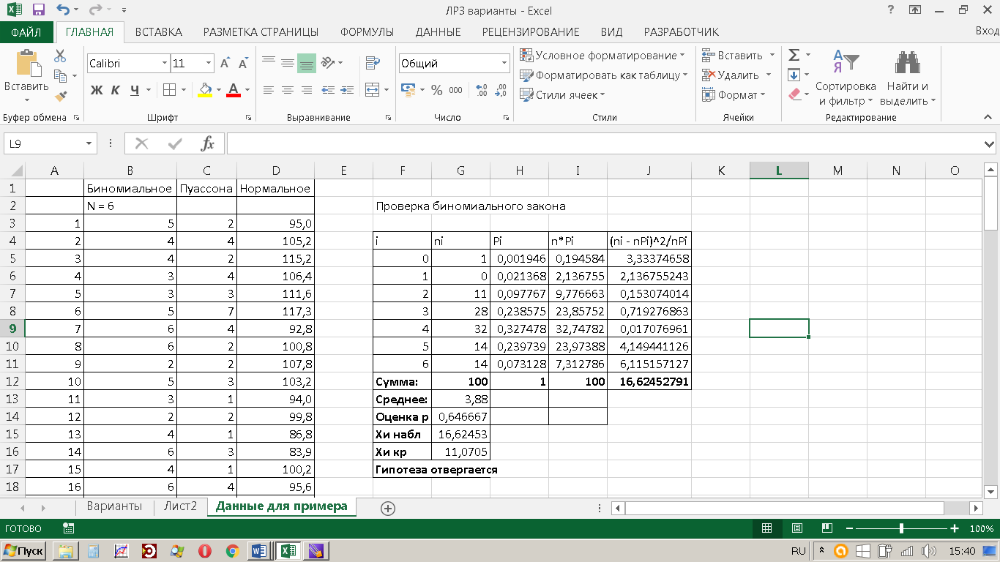 ЛР3 варианты - Excel
?
ФАЙЛ ГЛАВНАЯ ВСТАВКА РАЗМЕТКА СТРАНИЦЫ ФОРМУЛЫ ДАННЫЕ РЕЦЕНЗИРОВАНИЕ ВИД РАЗРАБОТЧИК Вход
Вставить
Calibri 11
Ж К Ч
Общий
% 000
Условное форматирование
Форматировать как таблицу
Стили ячеек
Вставить
Удалить
Формат
Сортировка и фильтр
Найти и выделить
Буфер обмена Шрифт Выравнивание Число Стили Ячейки Редактирование
L9 fx
A B C D E F G H I J K L M N O
1 Биномиальное Пуассона Нормальное
2 N = 6 Проверка биномиального закона
3 1 5 2 95,0
4 2 4 4 105,2 i ni Pi n*Pi (ni - nPi)^2/nPi
5 3 4 2 115,2 0 1 0,001946 0,194584 3,33374658
6 4 3 4 106,4 1 0 0,021368 2,136755 2,136755243
7 5 3 3 111,6 2 11 0,097767 9,776663 0,153074014
8 6 5 7 117,3 3 28 0,238575 23,85752 0,719276863
9 7 6 4 92,8 4 32 0,327478 32,74782 0,017076961
10 8 6 2 100,8 5 14 0,239739 23,97388 4,149441126
11 9 2 2 107,8 6 14 0,073128 7,312786 6,115157127
12 10 5 3 103,2 Сумма: 100 1 100 16,62452791
13 11 3 1 94,0 Среднее: 3,88
14 12 2 2 99,8 Оценка p 0,646667
15 13 4 1 86,8 Хи набл 16,62453
16 14 6 3 83,9 Хи кр 11,0705
17 15 4 1 100,2 Гипотеза отвергается
18 16 6 4 95,6
Варианты Лист2 Данные для примера
ГОТОВО 100%
Пуск RU 15:40